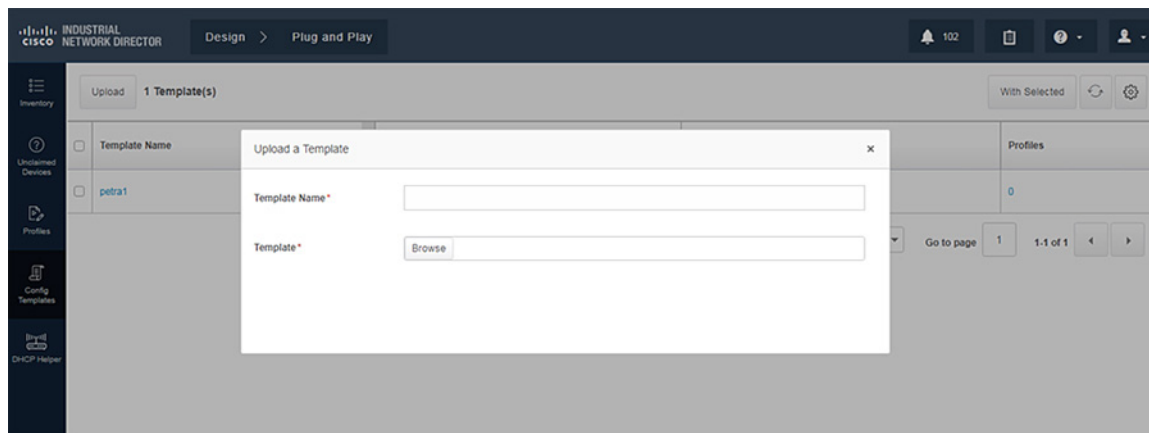 CISCO INDUSTRIAL NETWORK DIRECTOR
Design > Plug and Play
102
Inventory
Unclaimed Devices
Profiles
Config Templates
DHCP Helper
Upload 1 Template(s)
With Selected
Template Name
Profiles
petra1
0
Go to page 1 1-1 of 1
Upload a Template ×
Template Name*
Template* Browse